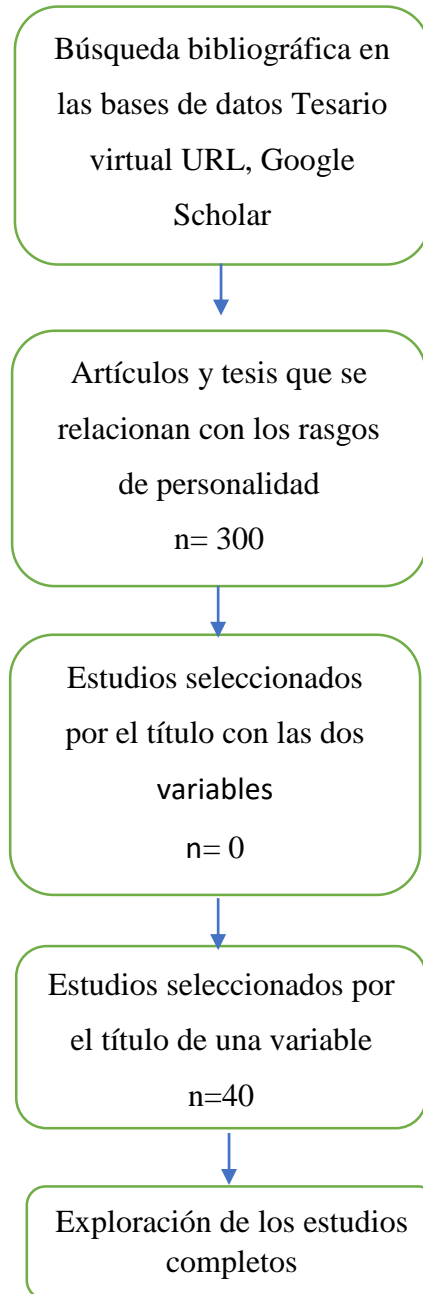 Búsqueda bibliográfica en
las bases de datos Tesario
virtual URL, Google
Scholar
Artículos y tesis que se
relacionan con los rasgos
de personalidad
n= 300
Estudios seleccionados
por el título con las dos
variables
n= 0
Estudios seleccionados por
el título de una variable
n=40
Exploración de los estudios
completos